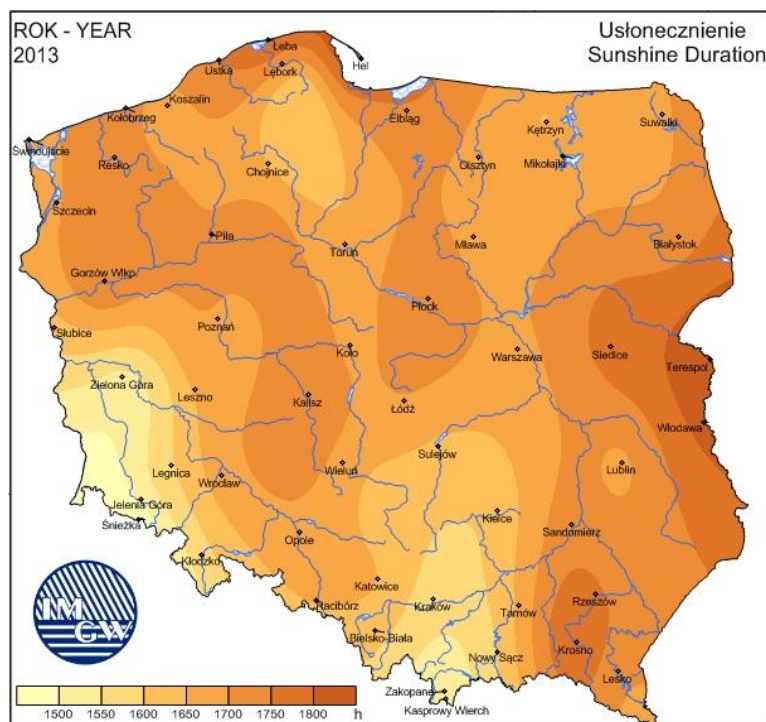 ROK - YEAR
2013
Usłonecznienie
Sunshine Duration
Łeba
Hel
Ustka
Lębork
Koszalin
Kołobrzeg
Elbląg
Kętrzyn
Suwałki
Świnoujście
Resko
Chojnice
Olsztyn
Mikołajki
Szczecin
Piła
Toruń
Mława
Białystok
Gorzów Wlkp.
Płock
Słubice
Poznań
Koło
Warszawa
Siedlce
Terespol
Zielona Góra
Leszno
Kalisz
Łódź
Włodawa
Legnica
Wrocław
Wieluń
Sulejów
Lublin
Jelenia Góra
Śnieżka
Kielce
Sandomierz
Opole
Kłodzko
Katowice
Racibórz
Kraków
Tarnów
Rzeszów
Bielsko-Biała
Nowy Sącz
Krosno
Lesko
Zakopane
Kasprowy Wierch
IM
GW
1500 1550 1600 1650 1700 1750 1800 h